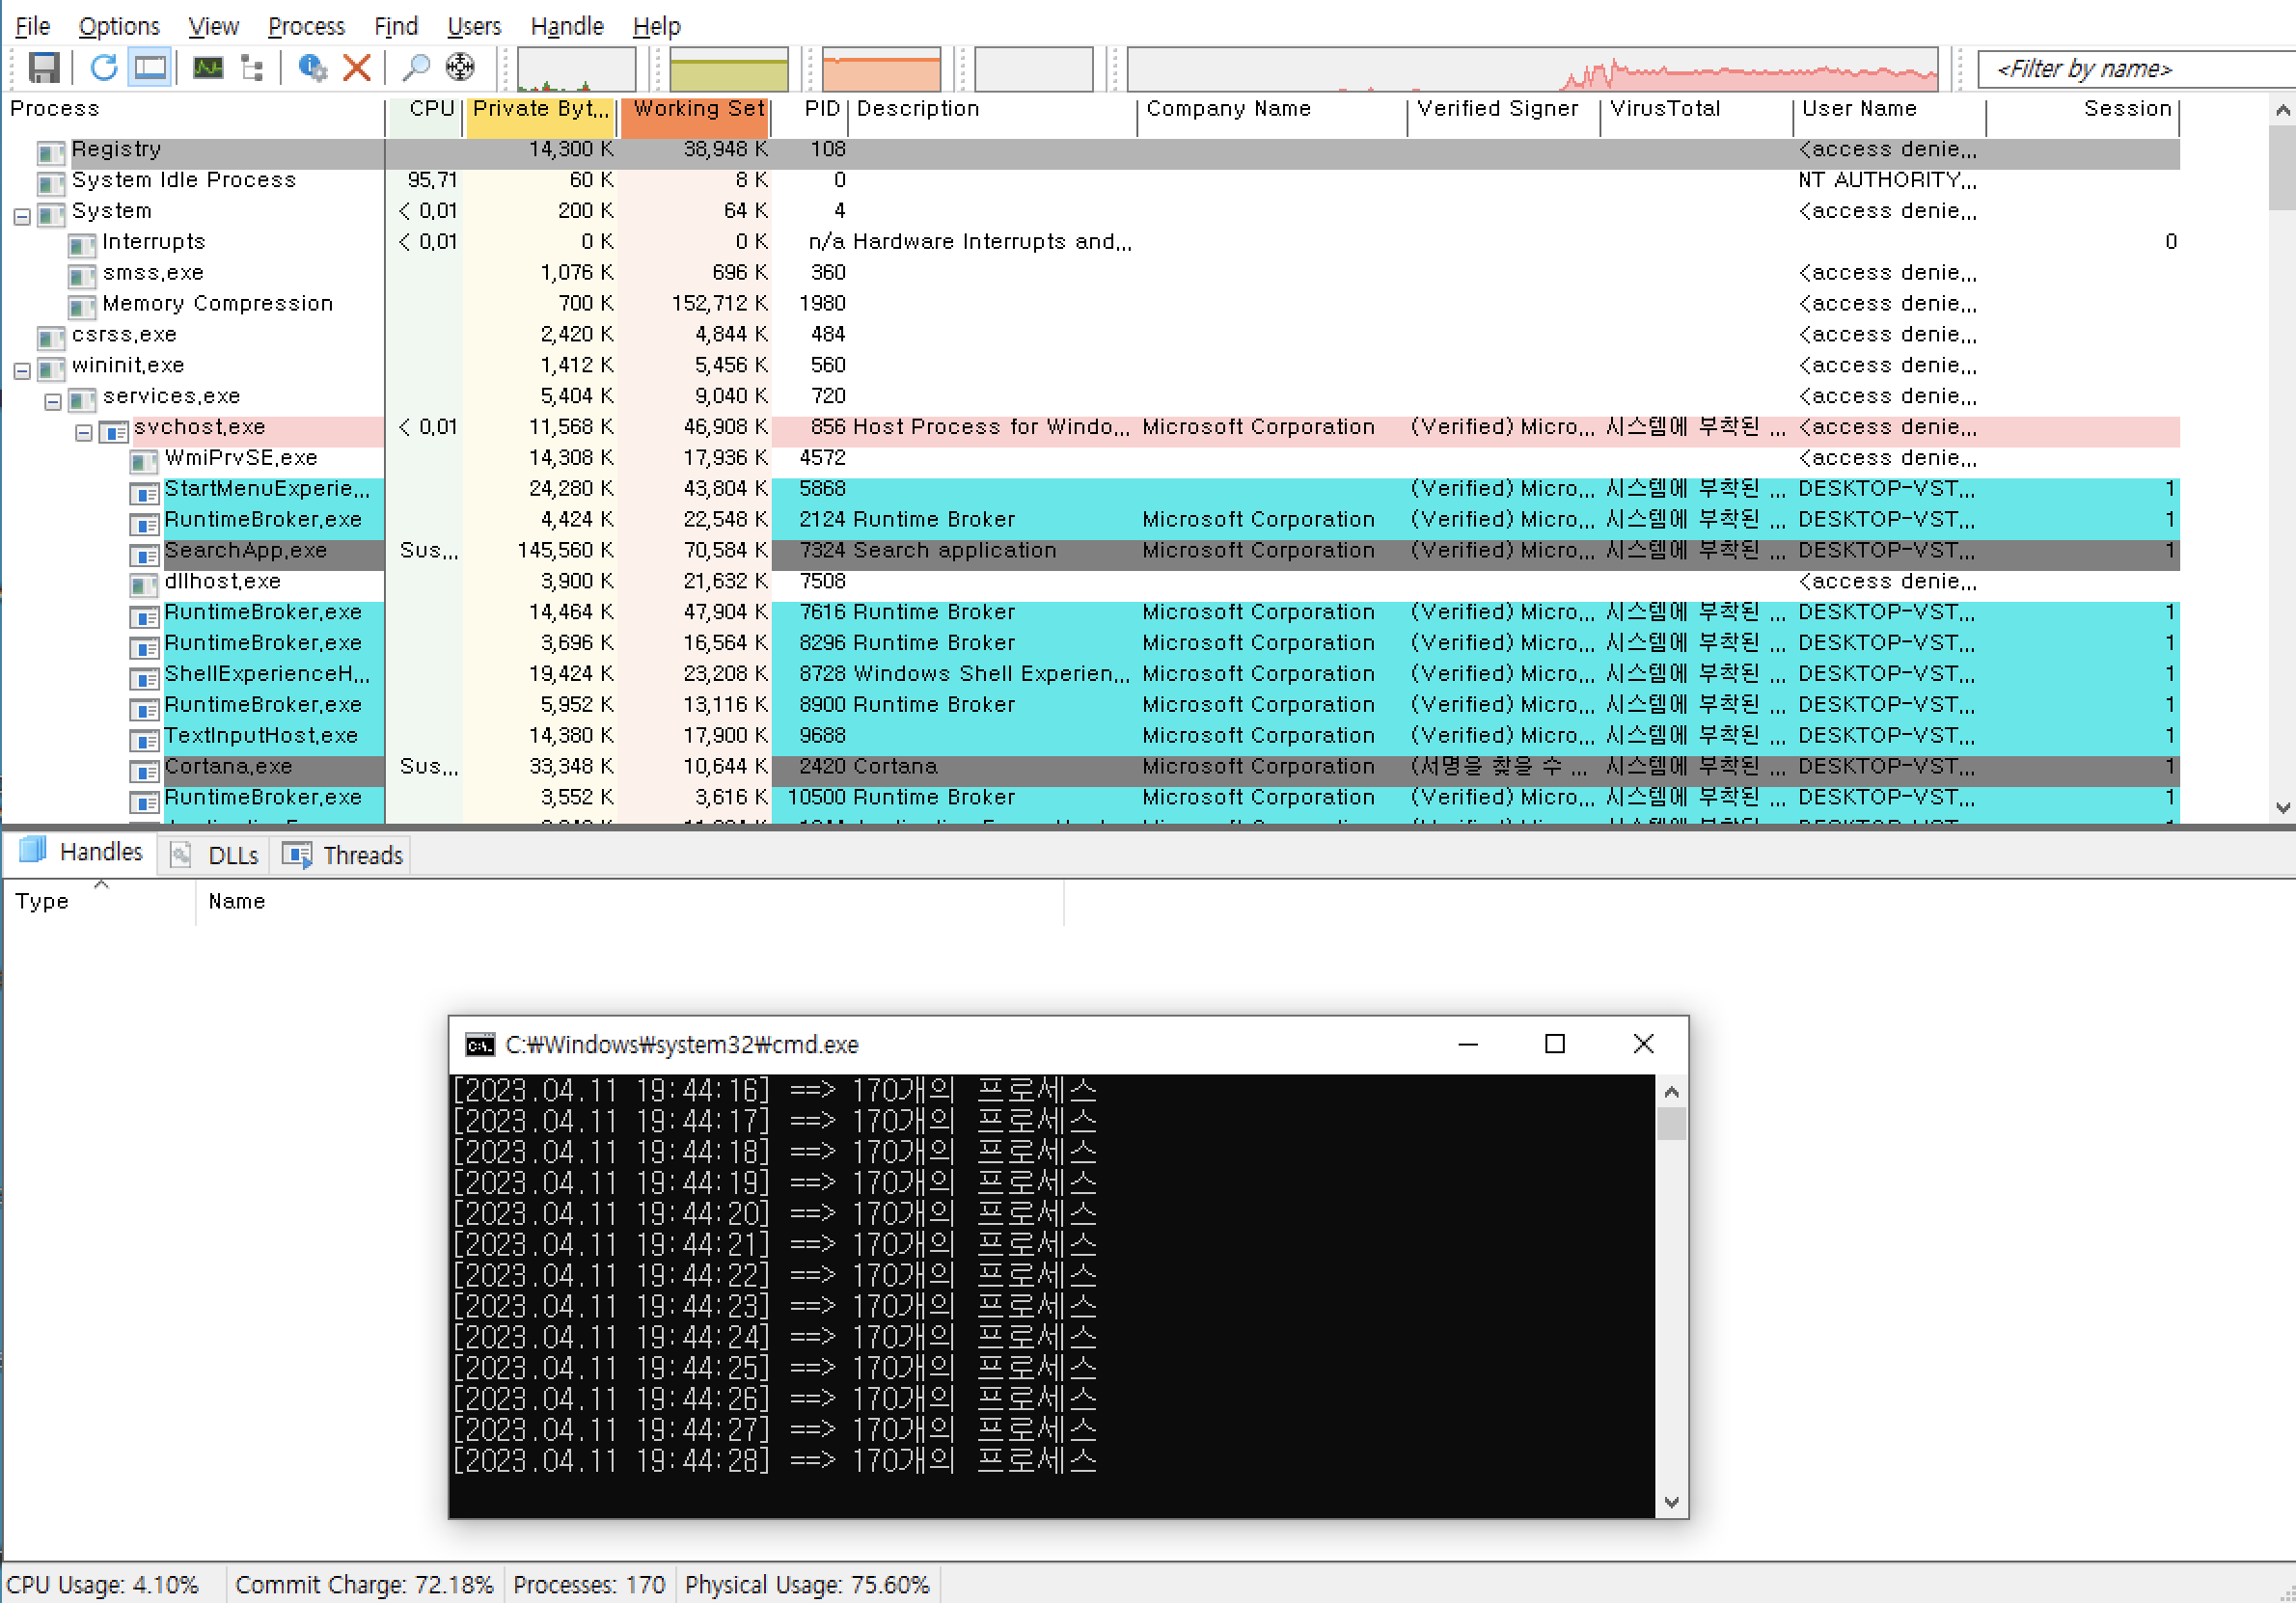 File Options View Process Find Users Handle Help
<Filter by name>
Process CPU Private Byt... Working Set PID Description Company Name Verified Signer VirusTotal User Name Session
Registry 14,300 K 38,948 K 108 <access denie...
System Idle Process 95,71 60 K 8 K 0 NT AUTHORITY...
System < 0,01 200 K 64 K 4 <access denie...
Interrupts < 0,01 0 K 0 K n/a Hardware Interrupts and... 0
smss,exe 1,076 K 696 K 360 <access denie...
Memory Compression 700 K 152,712 K 1980 <access denie...
csrss,exe 2,420 K 4,844 K 484 <access denie...
wininit,exe 1,412 K 5,456 K 560 <access denie...
services,exe 5,404 K 9,040 K 720 <access denie...
svchost,exe < 0,01 11,568 K 46,908 K 856 Host Process for Windo... Microsoft Corporation (Verified) Micro... 시스템에 부착된 ... <access denie...
WmiPrvSE,exe 14,308 K 17,936 K 4572 <access denie...
StartMenuExperie... 24,280 K 43,804 K 5868 (Verified) Micro... 시스템에 부착된 ... DESKTOP-VST... 1
RuntimeBroker,exe 4,424 K 22,548 K 2124 Runtime Broker Microsoft Corporation (Verified) Micro... 시스템에 부착된 ... DESKTOP-VST... 1
SearchApp,exe Sus... 145,560 K 70,584 K 7324 Search application Microsoft Corporation (Verified) Micro... 시스템에 부착된 ... DESKTOP-VST... 1
dllhost,exe 3,900 K 21,632 K 7508 <access denie...
RuntimeBroker,exe 14,464 K 47,904 K 7616 Runtime Broker Microsoft Corporation (Verified) Micro... 시스템에 부착된 ... DESKTOP-VST... 1
RuntimeBroker,exe 3,696 K 16,564 K 8296 Runtime Broker Microsoft Corporation (Verified) Micro... 시스템에 부착된 ... DESKTOP-VST... 1
ShellExperienceH... 19,424 K 23,208 K 8728 Windows Shell Experien... Microsoft Corporation (Verified) Micro... 시스템에 부착된 ... DESKTOP-VST... 1
RuntimeBroker,exe 5,952 K 13,116 K 8900 Runtime Broker Microsoft Corporation (Verified) Micro... 시스템에 부착된 ... DESKTOP-VST... 1
TextInputHost,exe 14,380 K 17,900 K 9688 Microsoft Corporation (Verified) Micro... 시스템에 부착된 ... DESKTOP-VST... 1
Cortana,exe Sus... 33,348 K 10,644 K 2420 Cortana Microsoft Corporation (서명을 찾을 수 ... 시스템에 부착된 ... DESKTOP-VST... 1
RuntimeBroker,exe 3,552 K 3,616 K 10500 Runtime Broker Microsoft Corporation (Verified) Micro... 시스템에 부착된 ... DESKTOP-VST... 1
Handles DLLs Threads
Type Name
C:₩Windows₩system32₩cmd.exe
[2023.04.11 19:44:16] ==> 170개의 프로세스
[2023.04.11 19:44:17] ==> 170개의 프로세스
[2023.04.11 19:44:18] ==> 170개의 프로세스
[2023.04.11 19:44:19] ==> 170개의 프로세스
[2023.04.11 19:44:20] ==> 170개의 프로세스
[2023.04.11 19:44:21] ==> 170개의 프로세스
[2023.04.11 19:44:22] ==> 170개의 프로세스
[2023.04.11 19:44:23] ==> 170개의 프로세스
[2023.04.11 19:44:24] ==> 170개의 프로세스
[2023.04.11 19:44:25] ==> 170개의 프로세스
[2023.04.11 19:44:26] ==> 170개의 프로세스
[2023.04.11 19:44:27] ==> 170개의 프로세스
[2023.04.11 19:44:28] ==> 170개의 프로세스
CPU Usage: 4.10% Commit Charge: 72.18% Processes: 170 Physical Usage: 75.60%